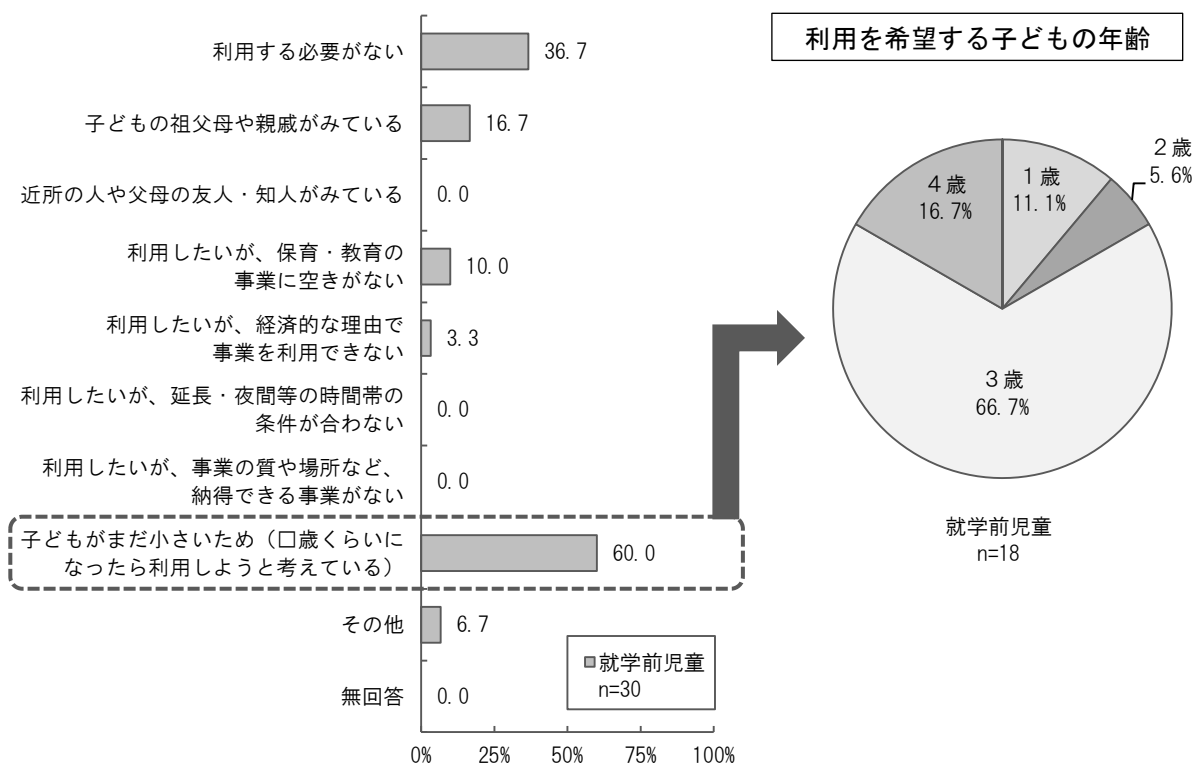 利用する必要がない
36.7
子どもの祖父母や親戚がみている
16.7
近所の人や父母の友人・知人がみている
0.0
利用したいが、保育・教育の
事業に空きがない
10.0
利用したいが、経済的な理由で
事業を利用できない
3.3
利用したいが、延長・夜間等の時間帯の
条件が合わない
0.0
利用したいが、事業の質や場所など、
納得できる事業がない
0.0
子どもがまだ小さいため（□歳くらいに
なったら利用しようと考えている）
60.0
その他
6.7
無回答
0.0
就学前児童
n=30
0% 25% 50% 75% 100%
利用を希望する子どもの年齢
1歳
11.1%
2歳
5.6%
3歳
66.7%
4歳
16.7%
就学前児童
n=18